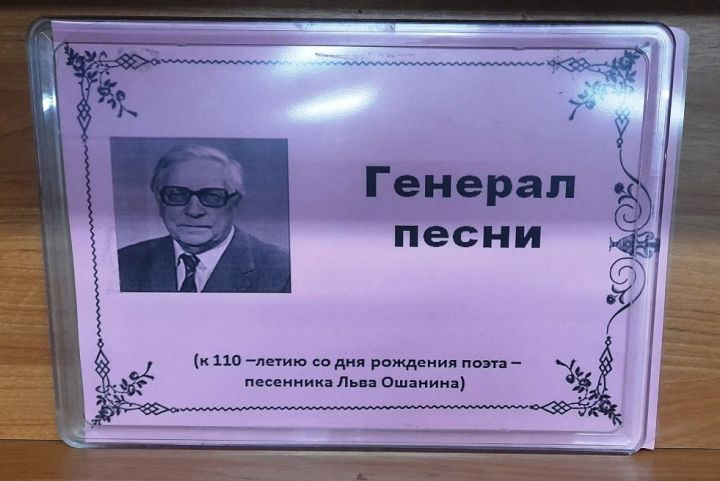 Генерал
песни
(к 110 –летию со дня рождения поэта –
песенника Льва Ошанина)